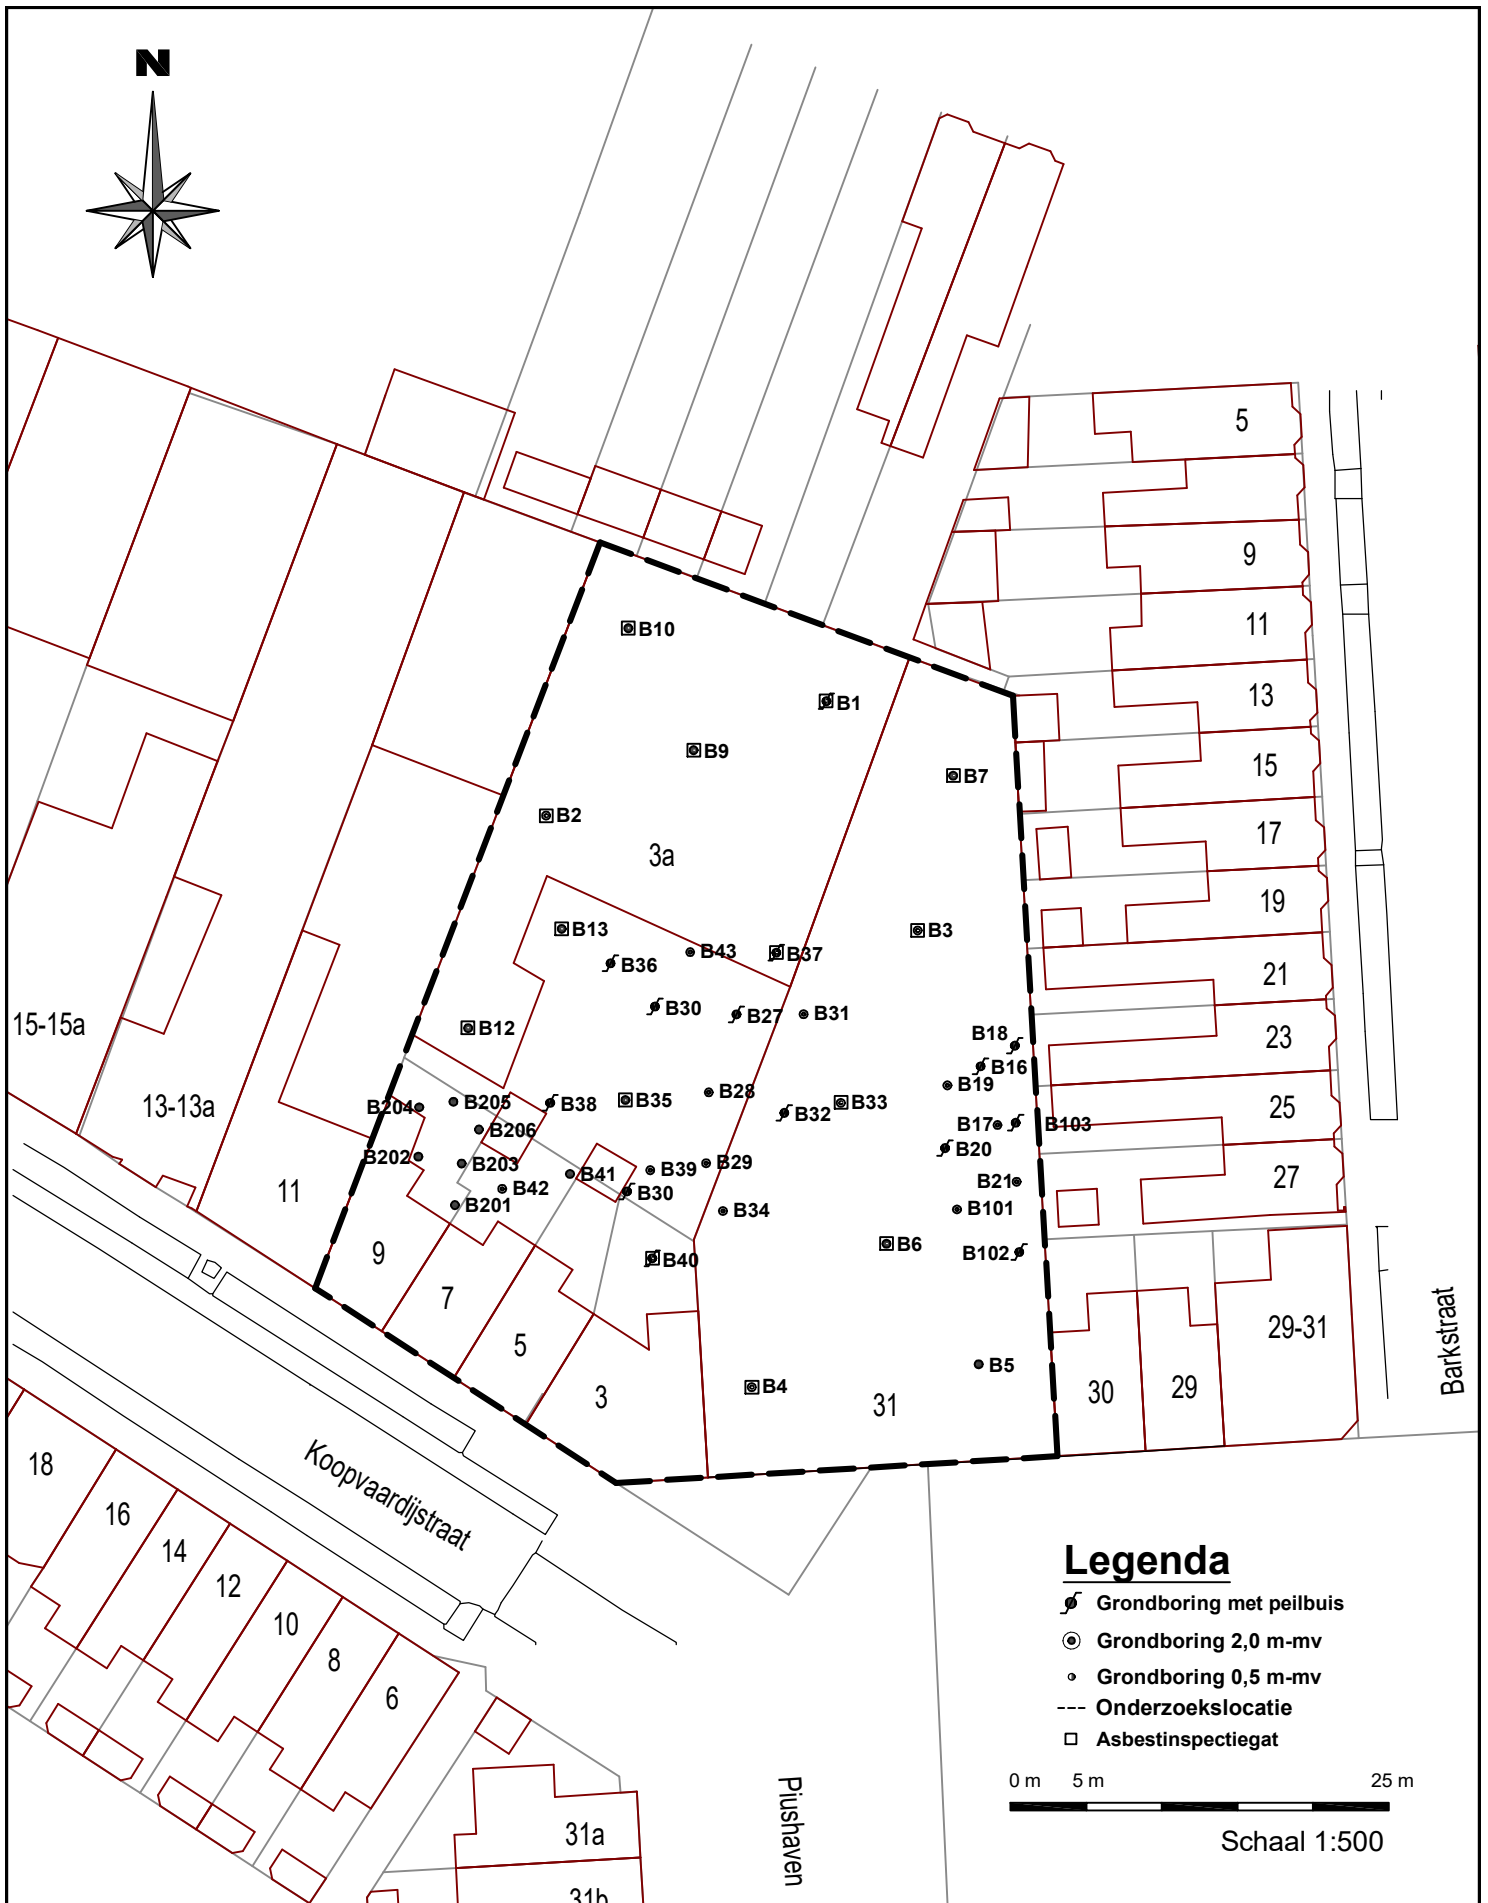 N
5
9
11
13
15
17
19
21
23
25
27
29-31
30
29
Barkstraat
B10
B1
B9
B7
B2
3a
B13
B43
B37
B3
B36
B30
B27
B31
B12
B18
B16
B19
15-15a
13-13a
B204
B205
B38
B35
B28
B32
B33
B17
B103
B206
B20
B202
B203
B41
B39
B29
B21
11
B42
B30
B201
B34
B101
9
B40
B6
B102
7
5
B5
3
B4
31
Koopvaardijstraat
18
16
14
12
10
8
6
31a
31b
Piushaven
Legenda
Grondboring met peilbuis
Grondboring 2,0 m-mv
Grondboring 0,5 m-mv
Onderzoekslocatie
Asbestinspectiegat
0 m 5 m 25 m
Schaal 1:500